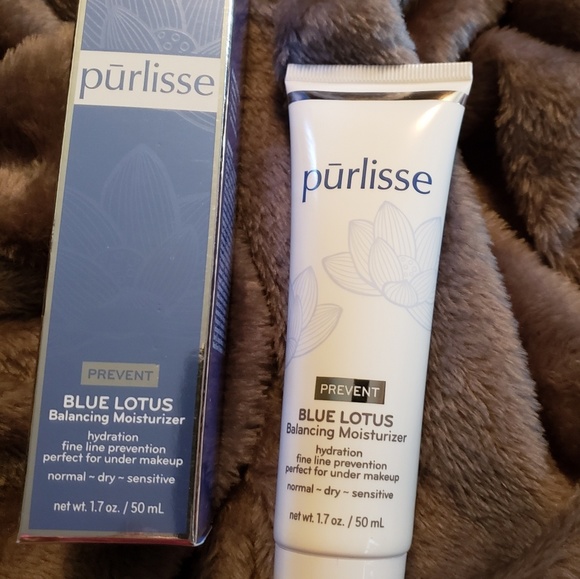 pūrlisse
PREVENT
BLUE LOTUS
Balancing Moisturizer
hydration
fine line prevention
perfect for under makeup
normal ~ dry ~ sensitive
net wt. 1.7 oz. / 50 mL
pūrlisse
PREVENT
BLUE LOTUS
Balancing Moisturizer
hydration
fine line prevention
perfect for under makeup
normal ~ dry ~ sensitive
net wt. 1.7 oz. / 50 mL